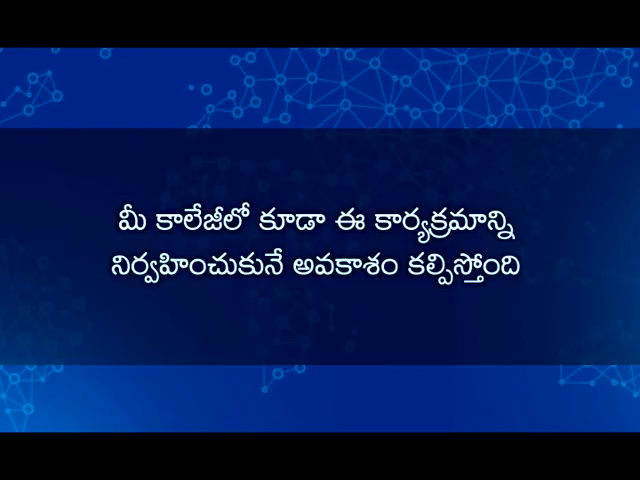 మీ కాలేజీలో కూడా ఈ కార్యక్రమాన్ని
నిర్వహించుకునే అవకాశం కల్పిస్తోంది